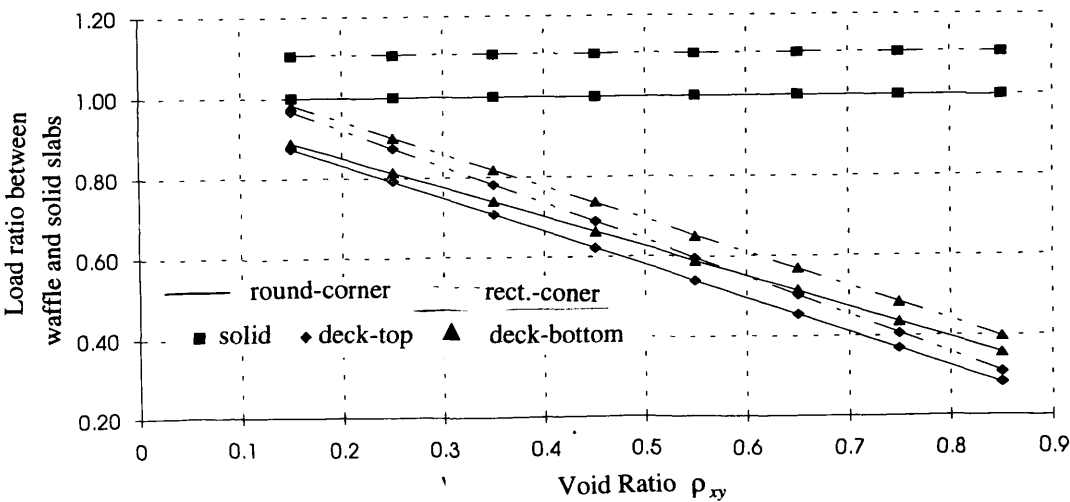 Load ratio between
waffle and solid slabs
1.20
1.00
0.80
0.60
0.40
0.20
round-corner rect.-coner
solid deck-top deck-bottom
0 0.1 0.2 0.3 0.4 0.5 0.6 0.7 0.8 0.9
Void Ratio ρxy